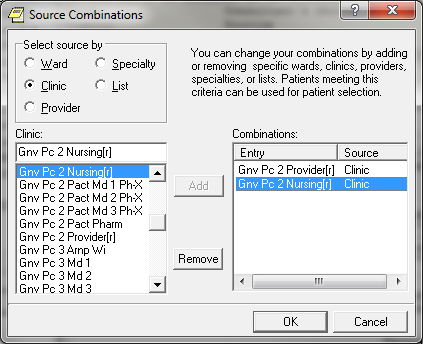 Source Combinations
Select source by
Ward
Specialty
Clinic
List
Provider
You can change your combinations by adding
or removing specific wards, clinics, providers,
specialties, or lists. Patients meeting this
criteria can be used for patient selection.
Clinic:
Gnv Pc 2 Nursing[r]
Gnv Pc 2 Nursing[r]
Gnv Pc 2 Pact Md 1 Ph-X
Gnv Pc 2 Pact Md 2 Ph-X
Gnv Pc 2 Pact Md 3 Ph-X
Gnv Pc 2 Pact Pharm
Gnv Pc 2 Provider[r]
Gnv Pc 3 Arnp Wi
Gnv Pc 3 Md 1
Gnv Pc 3 Md 2
Gnv Pc 3 Md 3
Add
Remove
Combinations:
Entry Source
Gnv Pc 2 Provider[r] Clinic
Gnv Pc 2 Nursing[r] Clinic
OK
Cancel